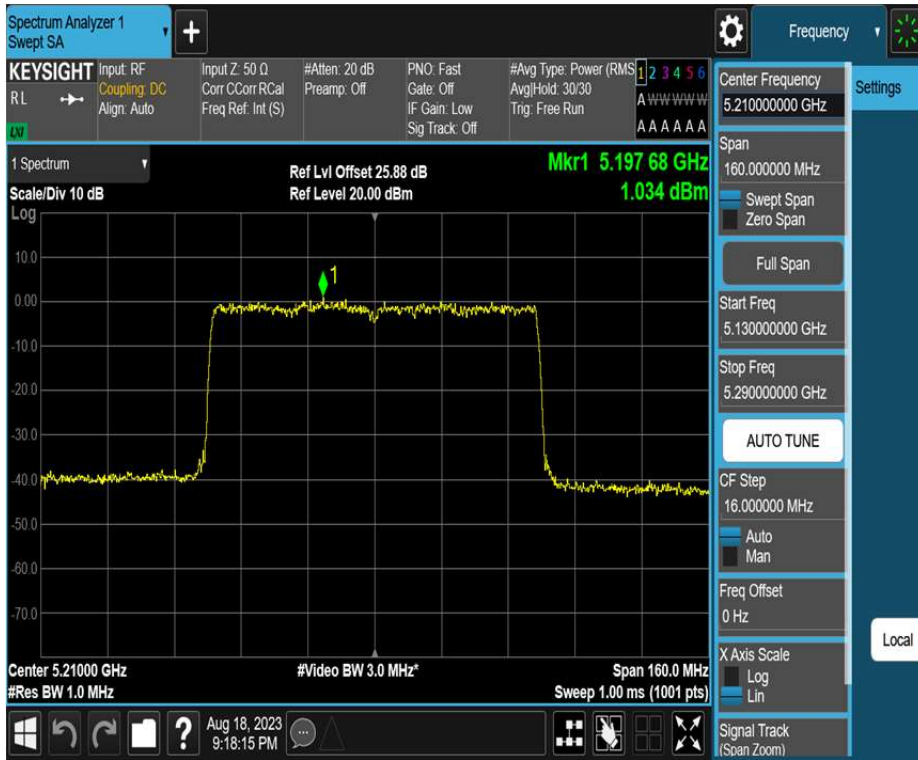 Spectrum Analyzer 1
Swept SA
+
Frequency
KEYSIGHT
R L
LXI
Input: RF
Coupling: DC
Align: Auto
Input Z: 50 Ω
Corr CCorr RCal
Freq Ref: Int (S)
#Atten: 20 dB
Preamp: Off
PNO: Fast
Gate: Off
IF Gain: Low
Sig Track: Off
#Avg Type: Power (RMS
Avg|Hold: 30/30
Trig: Free Run
1 2 3 4 5 6
A W W W W W
A A A A A A
1 Spectrum
Scale/Div 10 dB
Log
Ref Lvl Offset 25.88 dB
Ref Level 20.00 dBm
Mkr1 5.197 68 GHz
1.034 dBm
1
10.0
0.00
-10.0
-20.0
-30.0
-40.0
-50.0
-60.0
-70.0
Center 5.21000 GHz
#Res BW 1.0 MHz
#Video BW 3.0 MHz*
Span 160.0 MHz
Sweep 1.00 ms (1001 pts)
?
Aug 18, 2023
9:18:15 PM
Center Frequency
5.210000000 GHz
Span
160.000000 MHz
Swept Span
Zero Span
Full Span
Start Freq
5.130000000 GHz
Stop Freq
5.290000000 GHz
AUTO TUNE
CF Step
16.000000 MHz
Auto
Man
Freq Offset
0 Hz
X Axis Scale
Log
Lin
Signal Track
(Span Zoom)
Settings
Local